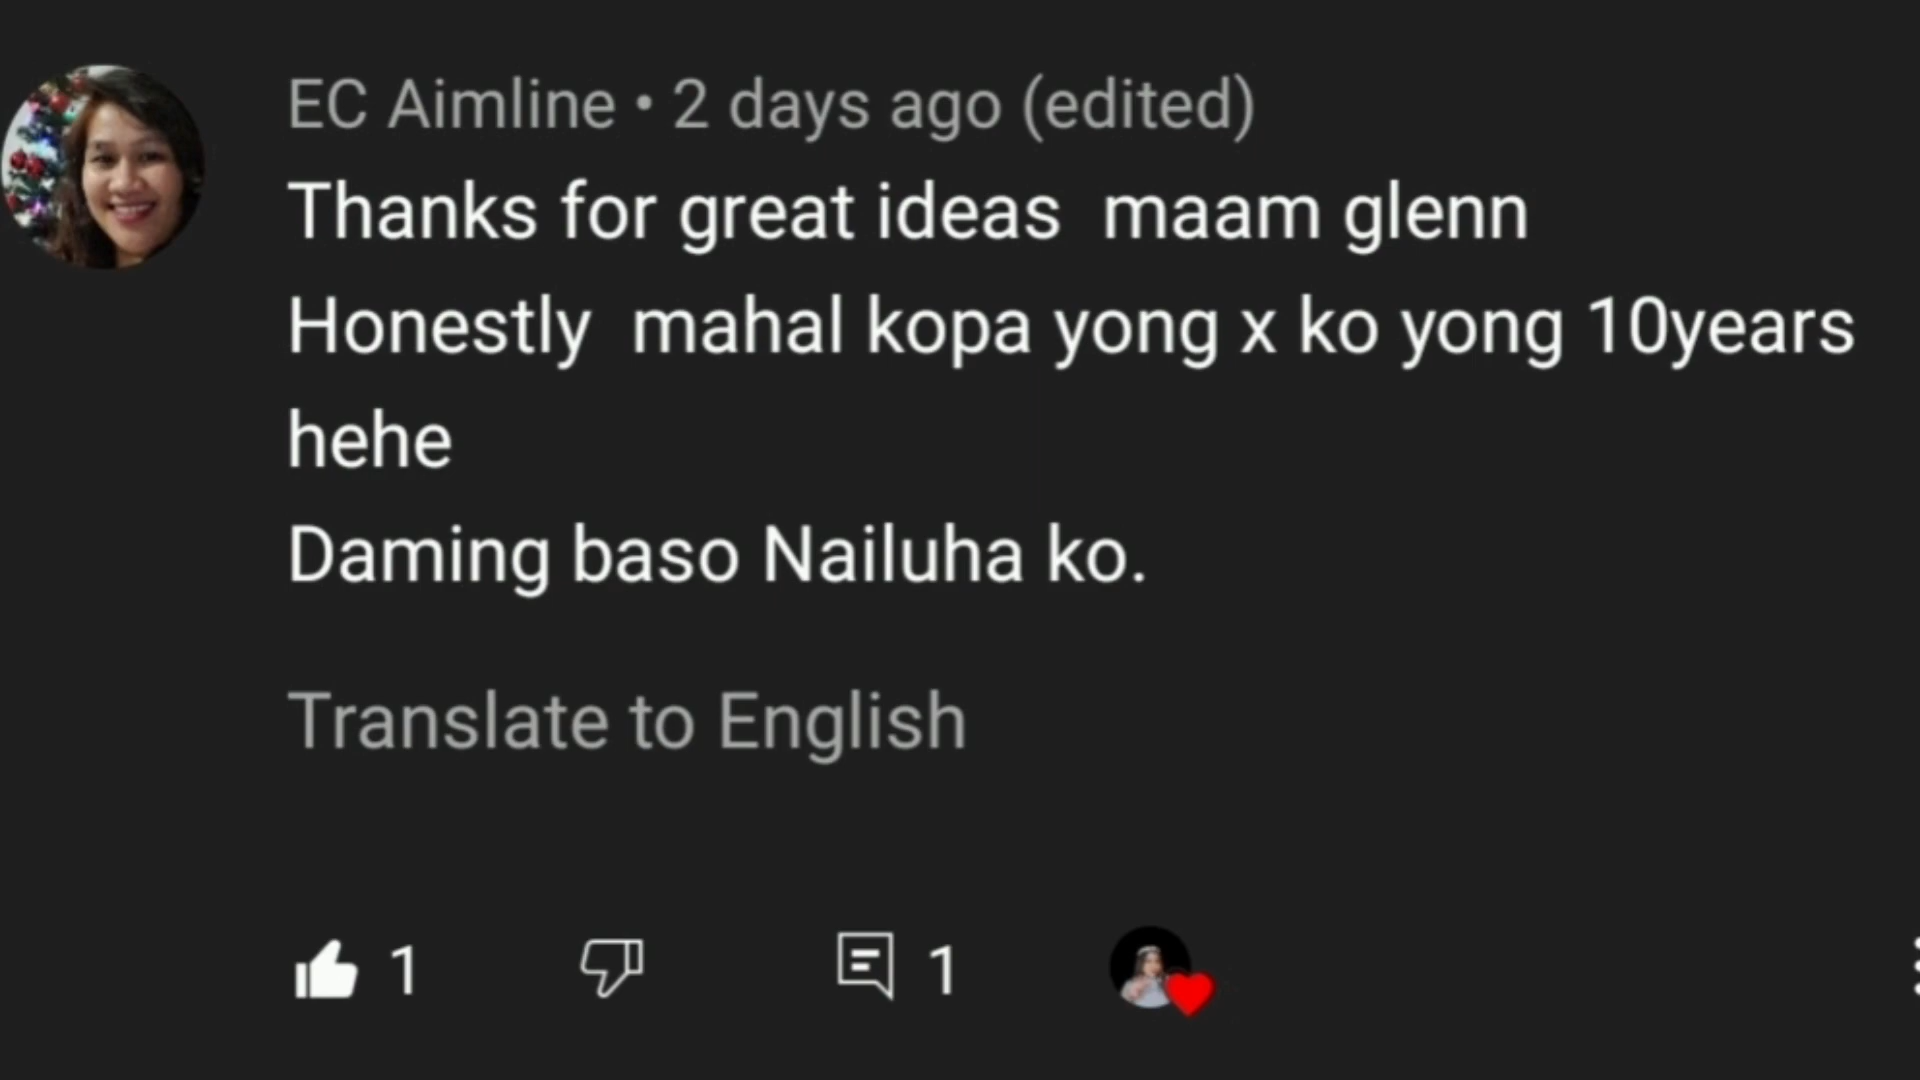 EC Aimline • 2 days ago (edited)
Thanks for great ideas  maam glenn
Honestly  mahal kopa yong x ko yong 10years
hehe
Daming baso Nailuha ko.
Translate to English
1 1